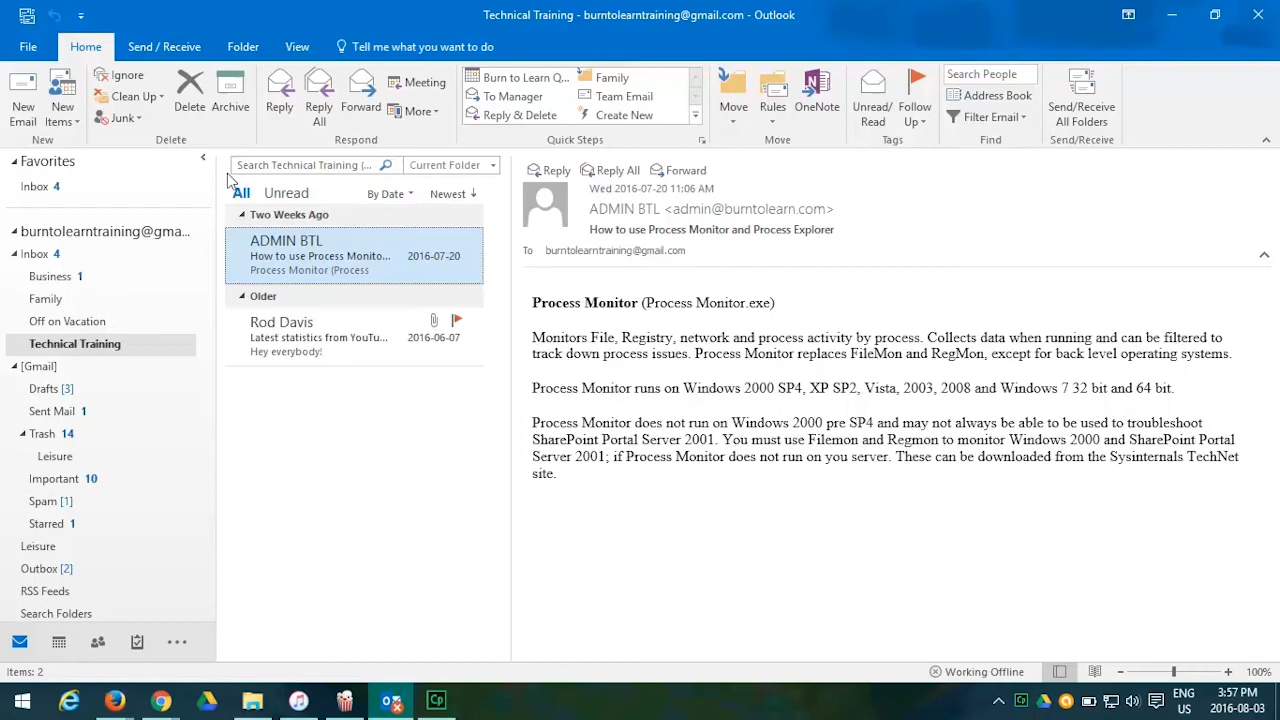 Technical Training - burntolearntraining@gmail.com - Outlook
File Home Send / Receive Folder View Tell me what you want to do
New Email
New Items
Ignore
Clean Up
Junk
Delete
Archive
Delete
Reply
Reply All
Forward
Meeting
More
Respond
Burn to Learn Q...
To Manager
Reply & Delete
Family
Team Email
Create New
Quick Steps
Move
Rules
OneNote
Move
Unread/ Read
Follow Up
Tags
Search People
Address Book
Filter Email
Find
Send/Receive All Folders
Send/Receive
New
Favorites
Inbox 4
burntolearntraining@gma...
Inbox 4
Business 1
Family
Off on Vacation
Technical Training
[Gmail]
Drafts [3]
Sent Mail 1
Trash 14
Leisure
Important 10
Spam [1]
Starred 1
Leisure
Outbox [2]
RSS Feeds
Search Folders
Search Technical Training (... Current Folder
All Unread By Date Newest ↓
Two Weeks Ago
ADMIN BTL
How to use Process Monito... 2016-07-20
Process Monitor (Process
Older
Rod Davis
Latest statistics from YouTu... 2016-06-07
Hey everybody!
Reply Reply All Forward
Wed 2016-07-20 11:06 AM
ADMIN BTL <admin@burntolearn.com>
How to use Process Monitor and Process Explorer
To burntolearntraining@gmail.com
Process Monitor (Process Monitor.exe)
Monitors File, Registry, network and process activity by process. Collects data when running and can be filtered to
track down process issues. Process Monitor replaces FileMon and RegMon, except for back level operating systems.
Process Monitor runs on Windows 2000 SP4, XP SP2, Vista, 2003, 2008 and Windows 7 32 bit and 64 bit.
Process Monitor does not run on Windows 2000 pre SP4 and may not always be able to be used to troubleshoot
SharePoint Portal Server 2001. You must use Filemon and Regmon to monitor Windows 2000 and SharePoint Portal
Server 2001; if Process Monitor does not run on you server. These can be downloaded from the Sysinternals TechNet
site.
Items: 2 Working Offline 100%
Cp
ENG
US
3:57 PM
2016-08-03